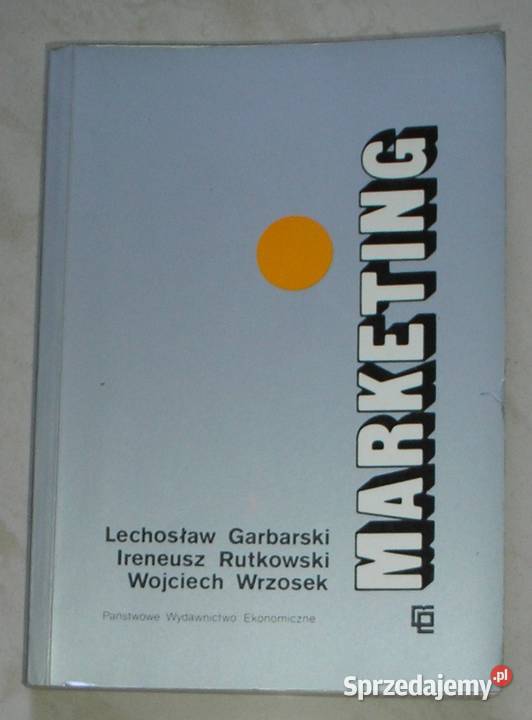 MARKETING
Lechosław Garbarski
Ireneusz Rutkowski
Wojciech Wrzosek
Państwowe Wydawnictwo Ekonomiczne
Sprzedajemy.pl